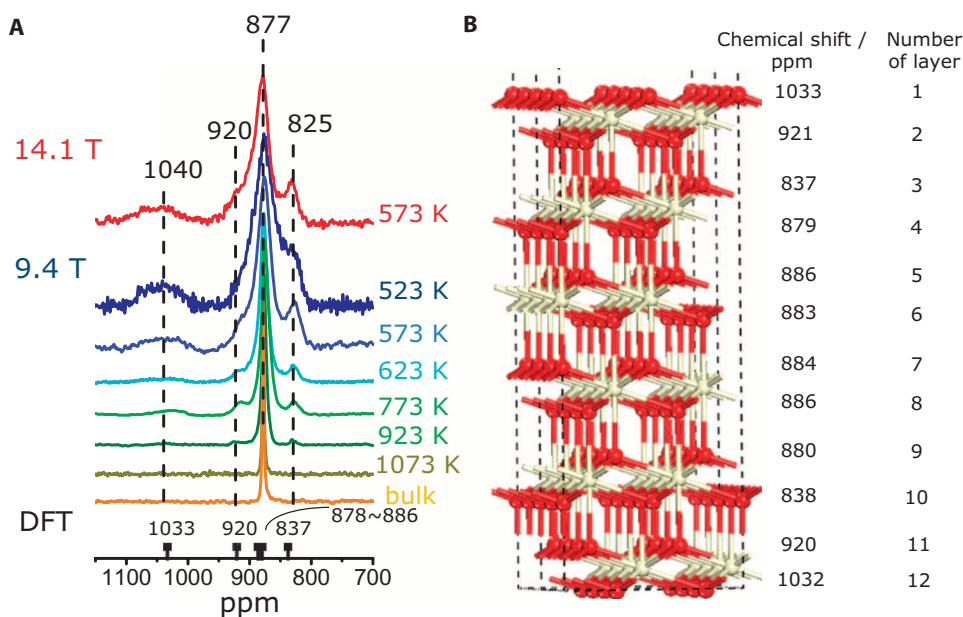 A
877
920
825
14.1 T
1040
573 K
9.4 T
523 K
573 K
623 K
773 K
923 K
1073 K
bulk
DFT
1033
920
837
878~886
1100 1000 900 800 700
ppm
B
Chemical shift / Number
ppm of layer
1033 1
921 2
837 3
879 4
886 5
883 6
884 7
886 8
880 9
838 10
920 11
1032 12